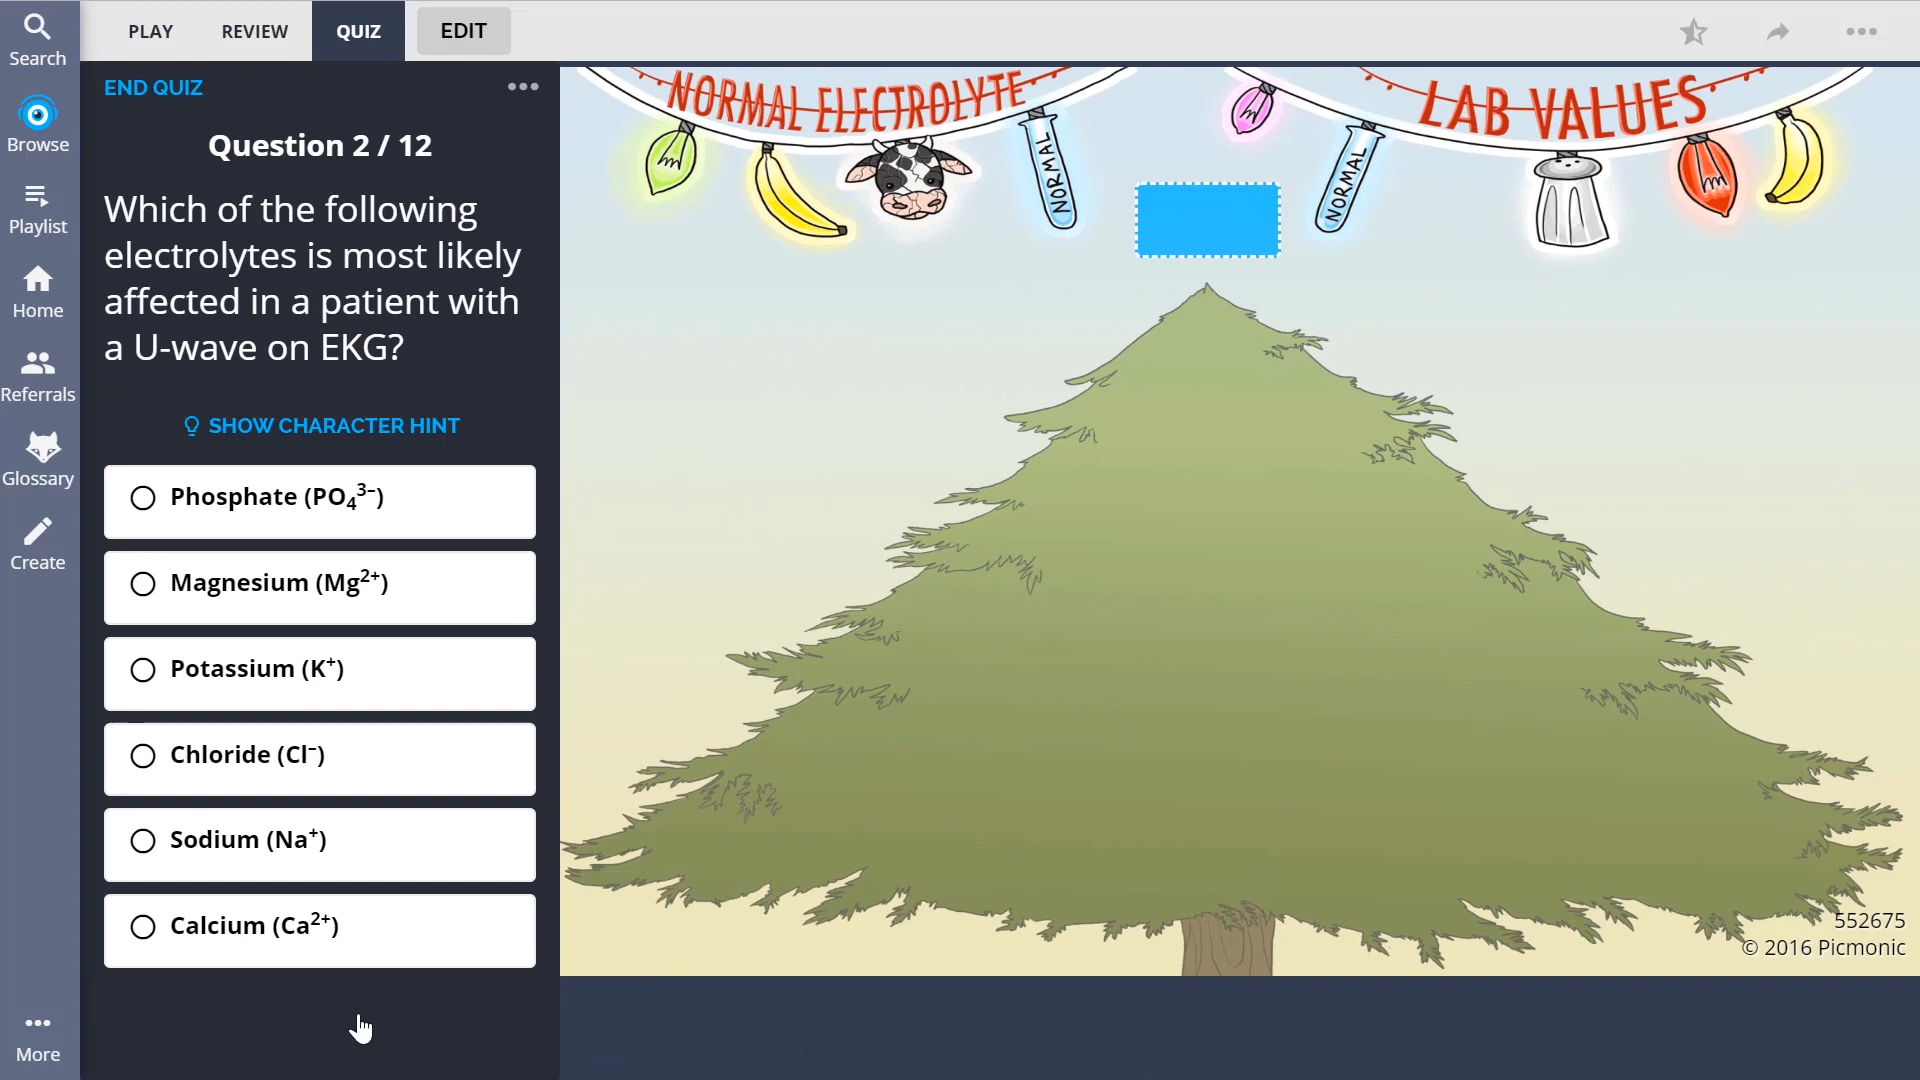 Search
Browse
Playlist
Home
Referrals
Glossary
Create
More
PLAY
REVIEW
QUIZ
EDIT
END QUIZ
Question 2 / 12
Which of the following
electrolytes is most likely
affected in a patient with
a U-wave on EKG?
SHOW CHARACTER HINT
Phosphate (PO₄³⁻)
Magnesium (Mg²⁺)
Potassium (K⁺)
Chloride (Cl⁻)
Sodium (Na⁺)
Calcium (Ca²⁺)
NORMAL ELECTROLYTE
LAB VALUES
NORMAL
NORMAL
552675
© 2016 Picmonic